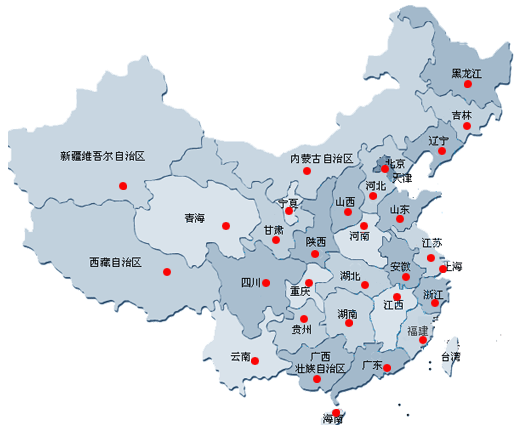 黑龙江
吉林
辽宁
北京
天津
内蒙古自治区
新疆维吾尔自治区
河北
山西
山东
宁夏
青海
甘肃
河南
陕西
江苏
西藏自治区
上海
安徽
四川
湖北
重庆
浙江
江西
湖南
贵州
福建
云南
台湾
广西
壮族自治区
广东
海南